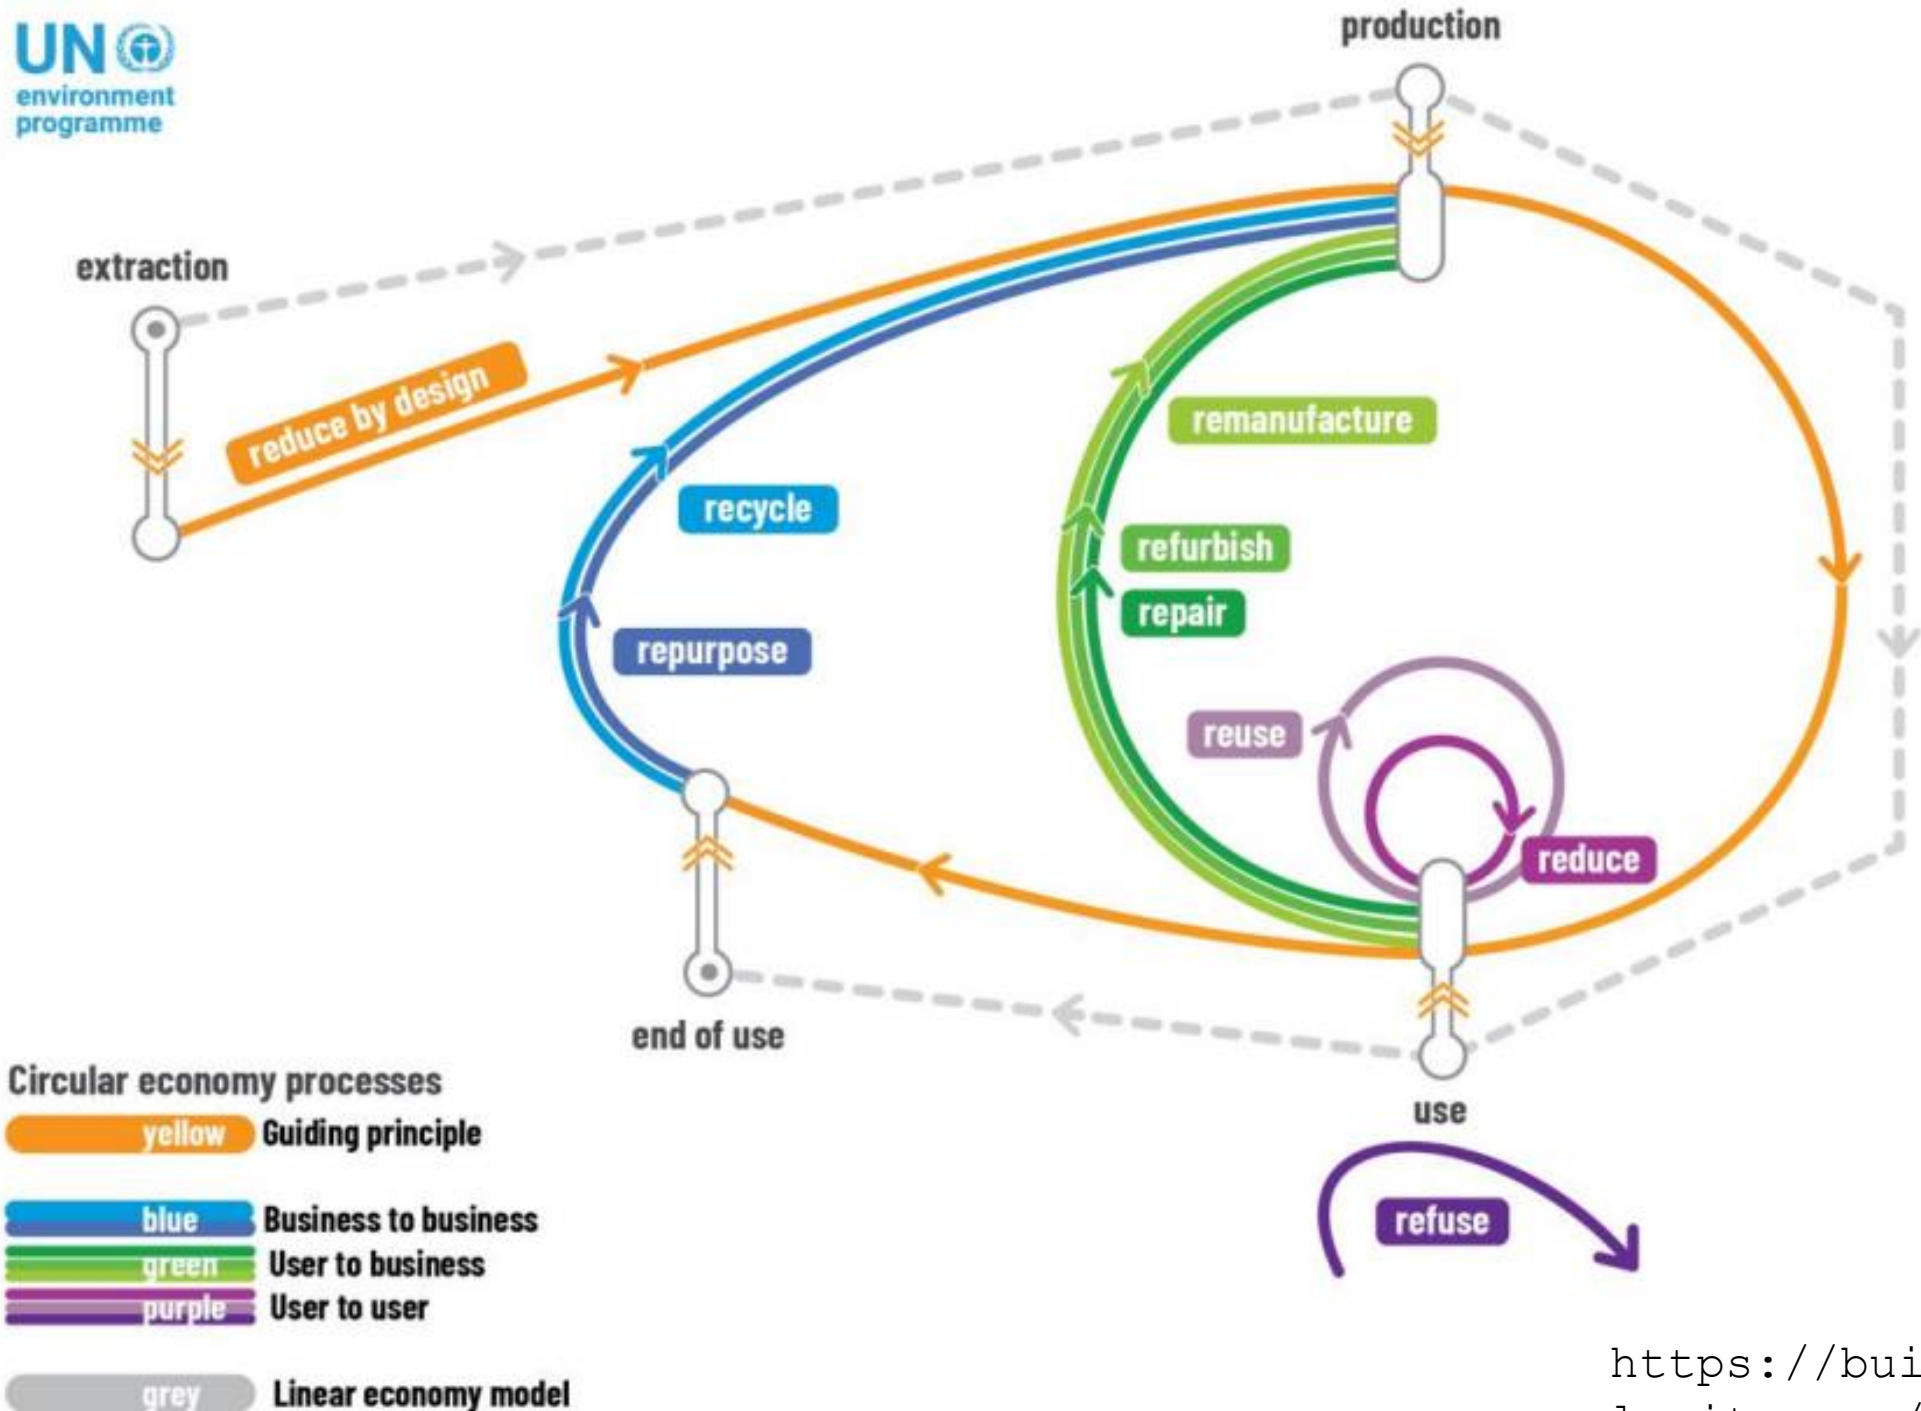 UN
environment
programme
production
extraction
reduce by design
remanufacture
recycle
refurbish
repair
repurpose
reuse
reduce
end of use
use
refuse
Circular economy processes
yellow Guiding principle
blue Business to business
green User to business
purple User to user
grey Linear economy model
https://bui